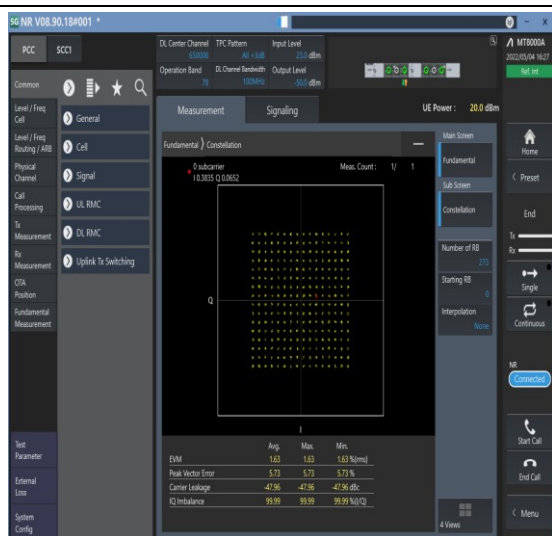 5G NR V08.90.18#001 *
PCC
SCC1
DL Center Channel TPC Pattern Input Level
650000 All +3dB 23.0 dBm
Operation Band DL Channel Bandwidth Output Level
78 100MHz -50.0 dBm
MT8000A
2022/05/04 16:27
Ref. Int
Common
Level / Freq
Cell
Level / Freq
Routing / ARB
Physical
Channel
Call
Processing
Tx
Measurement
Rx
Measurement
OTA
Position
Fundamental
Measurement
Test
Parameter
External
Loss
System
Config
General
Cell
Signal
UL RMC
DL RMC
Uplink Tx Switching
Measurement
Signaling
UE Power : 20.0 dBm
Fundamental Constellation
0 subcarrier Meas. Count : 1/ 1
I 0.3835 Q 0.0652
Q
I
Avg. Max. Min.
EVM 1.63 1.63 1.63 %(rms)
Peak Vector Error 5.73 5.73 5.73 %
Carrier Leakage -47.96 -47.96 -47.96 dBc
IQ Imbalance 99.99 99.99 99.99 %(I/Q)
Main Screen
Fundamental
Sub Screen
Constellation
Number of RB
273
Starting RB
0
Interpolation
None
4 Views
Home
Preset
End
Tx
Rx
Single
Continuous
NR
Connected
Start Call
End Call
Menu